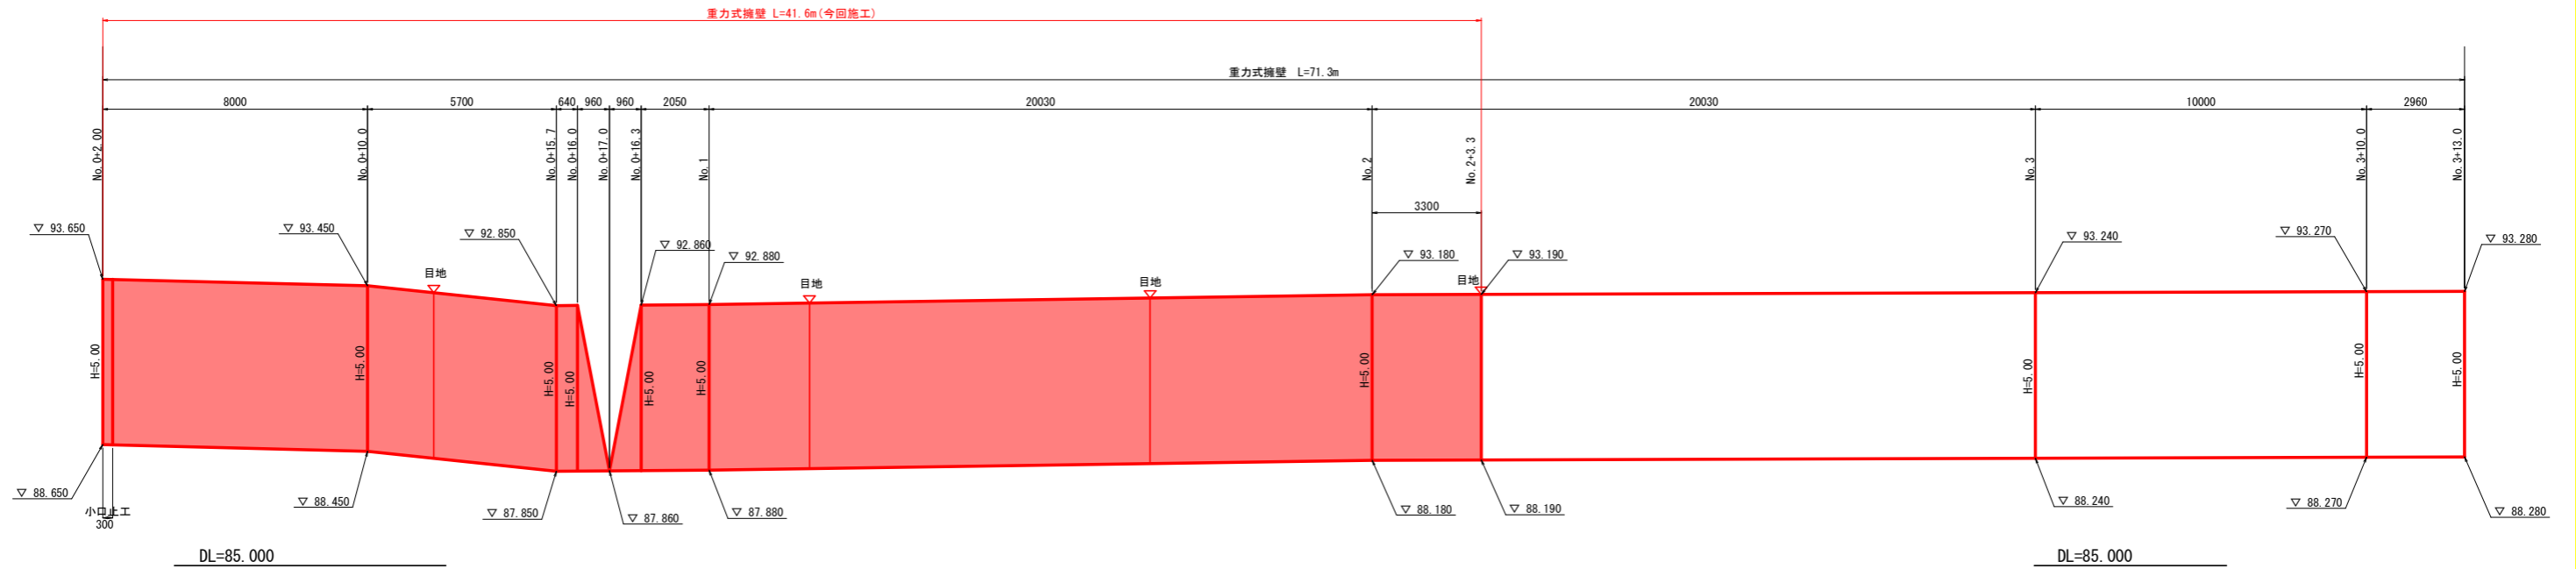 重力式擁壁 L=41.6m(今回施工)
重力式擁壁 L=71.3m
8000
5700
640
960
960
2050
20030
20030
10000
2960
No.0+2.00
No.0+10.0
No.0+15.7
No.0+16.0
No.0+17.0
No.0+16.3
No.1
No.2
No.2+3.3
No.3
No.3+10.0
No.3+13.0
3300
▽ 93.650
▽ 93.450
▽ 92.850
▽ 92.860
▽ 92.880
▽ 93.180
▽ 93.190
▽ 93.240
▽ 93.270
▽ 93.280
目地
目地
目地
目地
H=5.00
H=5.00
H=5.00
H=5.00
H=5.00
H=5.00
H=5.00
H=5.00
H=5.00
H=5.00
▽ 88.650
▽ 88.450
▽ 87.850
▽ 87.860
▽ 87.880
▽ 88.180
▽ 88.190
▽ 88.240
▽ 88.270
▽ 88.280
小口止工
300
DL=85.000
DL=85.000